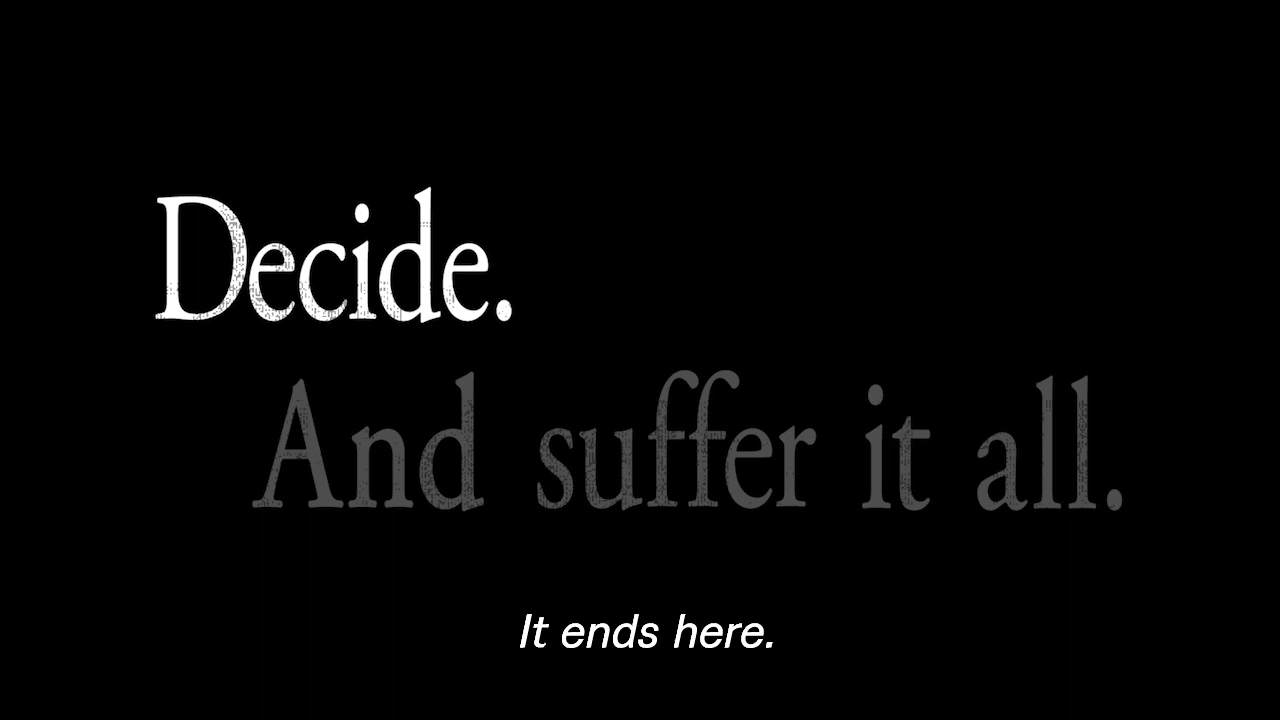 Decide.
And suffer it all.
It ends here.